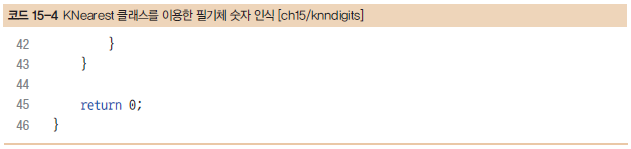 코드 15-4 KNearest 클래스를 이용한 필기체 숫자 인식 [ch15/knndigits]
42 }
43 }
44
45 return 0;
46 }